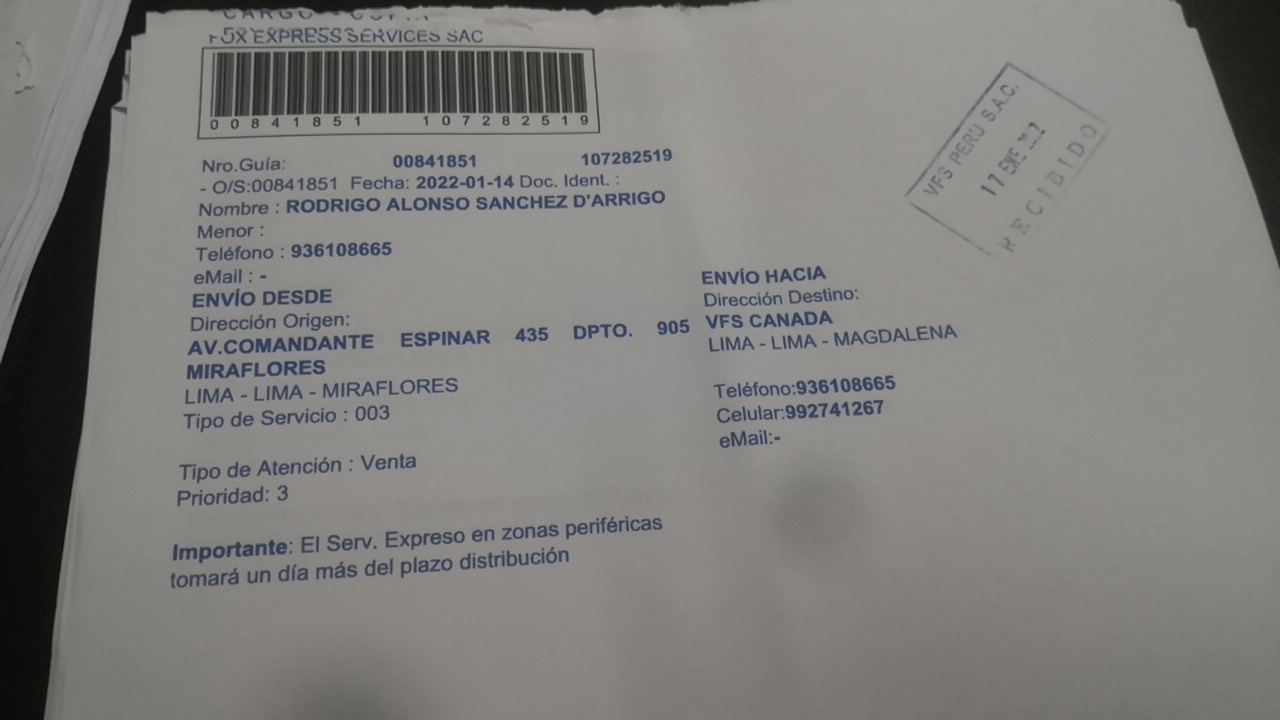 EXPRESS SERVICES SAC
00841851 107282519
Nro.Guía: 00841851 107282519
- O/S:00841851 Fecha: 2022-01-14 Doc. Ident. :
Nombre : RODRIGO ALONSO SANCHEZ D'ARRIGO
Menor :
Teléfono : 936108665
eMail : -
ENVÍO DESDE
Dirección Origen:
AV.COMANDANTE ESPINAR 435 DPTO. 905
MIRAFLORES
LIMA - LIMA - MIRAFLORES
Tipo de Servicio : 003
Tipo de Atención : Venta
Prioridad: 3
Importante: El Serv. Expreso en zonas periféricas
tomará un día más del plazo distribución
ENVÍO HACIA
Dirección Destino:
VFS CANADA
LIMA - LIMA - MAGDALENA
Teléfono:936108665
Celular:992741267
eMail:-
VFS PERU S.A.C.
17 ENE
RECIBIDO